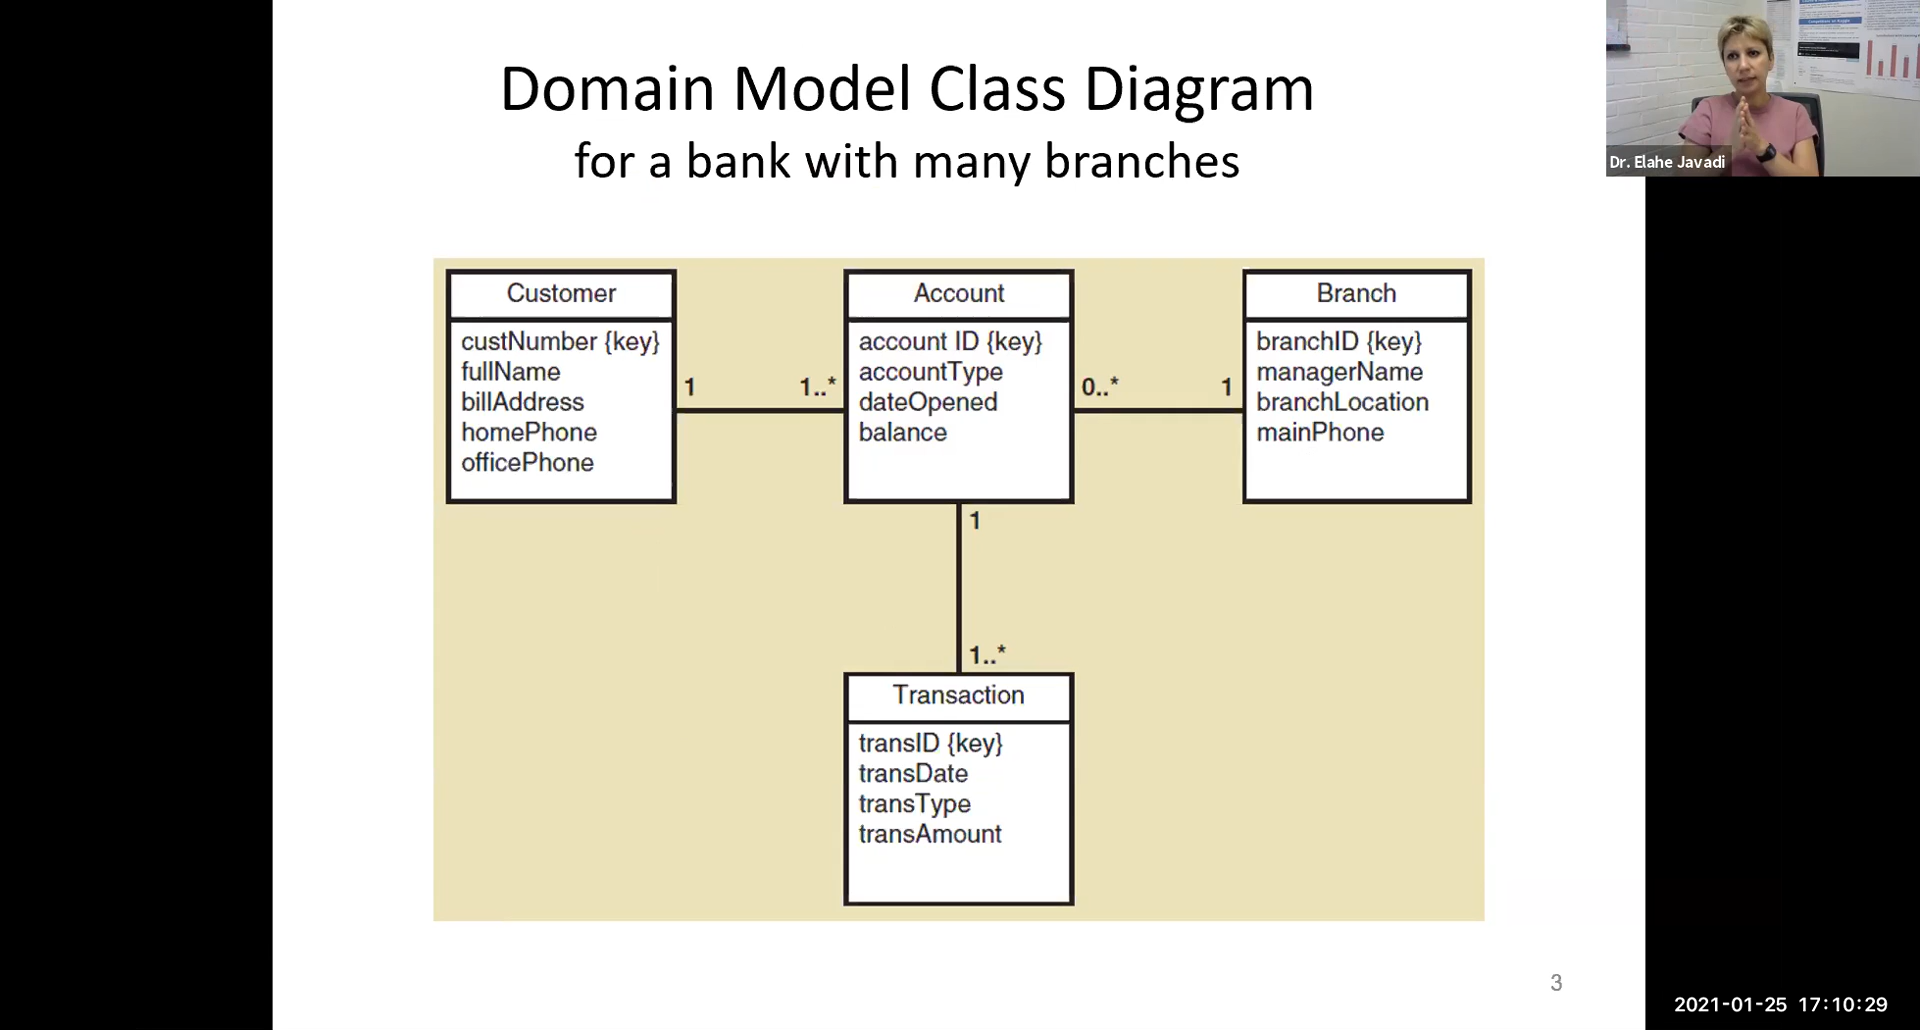 Domain Model Class Diagram
for a bank with many branches
Dr. Elahe Javadi
Customer
custNumber {key}
fullName
billAddress
homePhone
officePhone
1
1..*
Account
account ID {key}
accountType
dateOpened
balance
0..*
1
Branch
branchID {key}
managerName
branchLocation
mainPhone
1
1..*
Transaction
transID {key}
transDate
transType
transAmount
3
2021-01-25 17:10:29